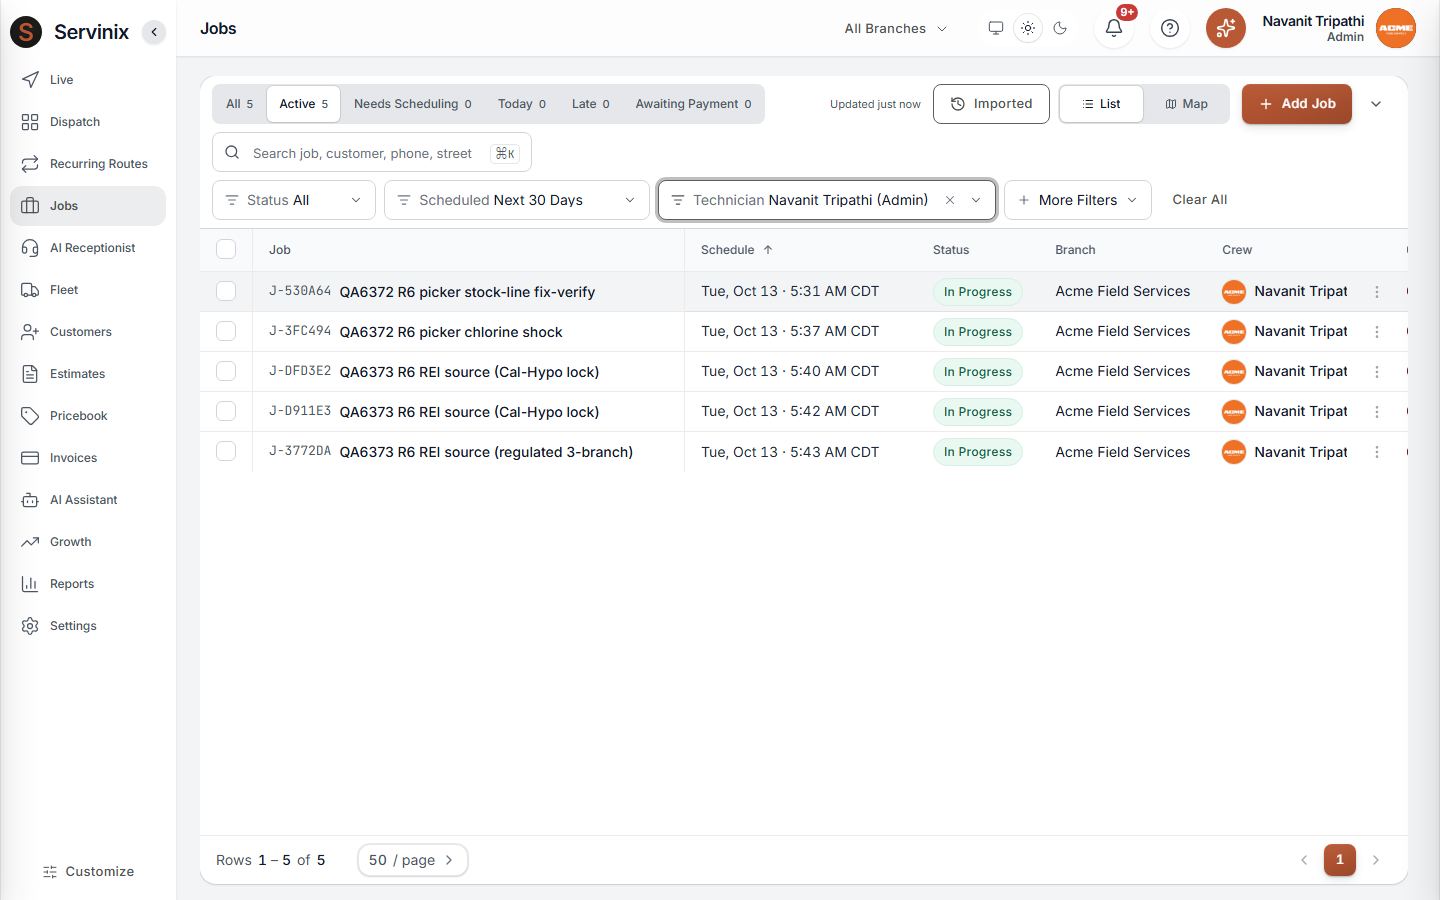 S Servinix
Live
Dispatch
Recurring Routes
Jobs
AI Receptionist
Fleet
Customers
Estimates
Pricebook
Invoices
AI Assistant
Growth
Reports
Settings
Customize
Jobs
All Branches
9+
Navanit Tripathi
Admin
ACME
All 5 Active 5 Needs Scheduling 0 Today 0 Late 0 Awaiting Payment 0
Updated just now
Imported
List
Map
+ Add Job
Search job, customer, phone, street ⌘K
Status All
Scheduled Next 30 Days
Technician Navanit Tripathi (Admin)
+ More Filters
Clear All
Job Schedule ↑ Status Branch Crew
J-530A64 QA6372 R6 picker stock-line fix-verify Tue, Oct 13 · 5:31 AM CDT In Progress Acme Field Services ACME Navanit Tripat
J-3FC494 QA6372 R6 picker chlorine shock Tue, Oct 13 · 5:37 AM CDT In Progress Acme Field Services ACME Navanit Tripat
J-DFD3E2 QA6373 R6 REI source (Cal-Hypo lock) Tue, Oct 13 · 5:40 AM CDT In Progress Acme Field Services ACME Navanit Tripat
J-D911E3 QA6373 R6 REI source (Cal-Hypo lock) Tue, Oct 13 · 5:42 AM CDT In Progress Acme Field Services ACME Navanit Tripat
J-3772DA QA6373 R6 REI source (regulated 3-branch) Tue, Oct 13 · 5:43 AM CDT In Progress Acme Field Services ACME Navanit Tripat
Rows 1 – 5 of 5
50 / page
1